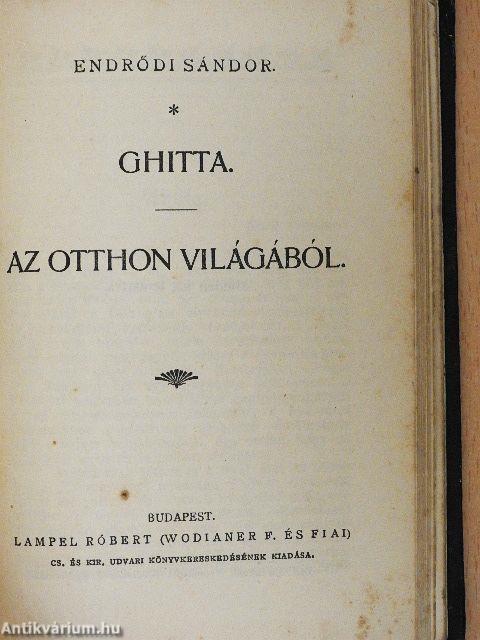 ENDRŐDI SÁNDOR.
*
GHITTA.
AZ OTTHON VILÁGÁBÓL.
BUDAPEST.
LAMPEL RÓBERT (WODIANER F. ÉS FIAI)
CS. ÉS KIR. UDVARI KÖNYVKERESKEDÉSÉNEK KIADÁSA.
Antikvárium.hu